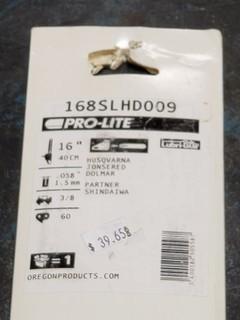 168SLHD009
PRO-LITE
16"
40CM
HUSQVARNA
JONSERED
DOLMAR
.058"
1.5mm
PARTNER
SHINDAIWA
3/8
60
$ 39.65
=1
OREGONPRODUCTS.COM